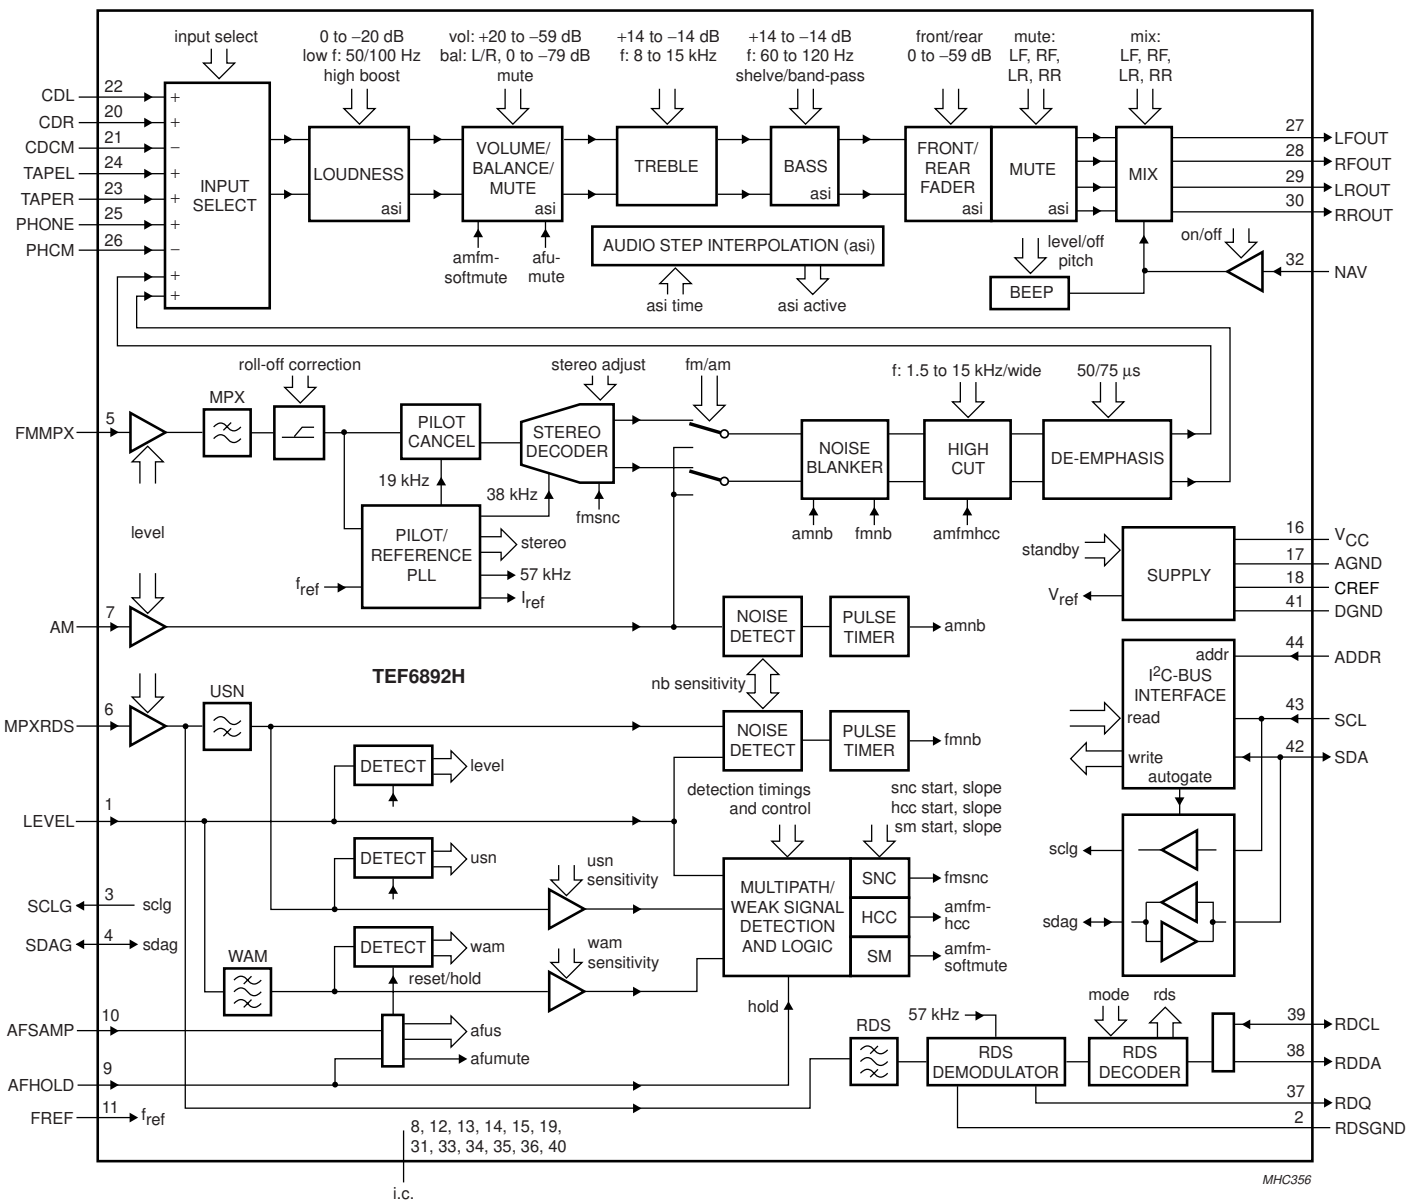 input select
0 to −20 dB
low f: 50/100 Hz
high boost
vol: +20 to −59 dB
bal: L/R, 0 to −79 dB
mute
+14 to −14 dB
f: 8 to 15 kHz
+14 to −14 dB
f: 60 to 120 Hz
shelve/band-pass
front/rear
0 to −59 dB
mute:
LF, RF,
LR, RR
mix:
LF, RF,
LR, RR
CDL 22 +
CDR 20 +
CDCM 21 −
TAPEL 24 +
TAPER 23 +
PHONE 25 +
PHCM 26 −
+
+
INPUT
SELECT
LOUDNESS
asi
VOLUME/
BALANCE/
MUTE
asi
TREBLE
BASS
asi
FRONT/
REAR
FADER
asi
MUTE
asi
MIX
27 LFOUT
28 RFOUT
29 LROUT
30 RROUT
amfm-
softmute
afu-
mute
AUDIO STEP INTERPOLATION (asi)
asi time
asi active
level/off
pitch
BEEP
on/off
32 NAV
roll-off correction
stereo adjust
fm/am
f: 1.5 to 15 kHz/wide
50/75 µs
FMMPX 5
MPX
PILOT
CANCEL
STEREO
DECODER
NOISE
BLANKER
HIGH
CUT
DE-EMPHASIS
19 kHz
38 kHz
fmsnc
amnb
fmnb
amfmhcc
level
PILOT/
REFERENCE
PLL
stereo
57 kHz
Iref
fref
standby
SUPPLY
Vref
16 VCC
17 AGND
18 CREF
41 DGND
AM 7
NOISE
DETECT
PULSE
TIMER
amnb
TEF6892H
nb sensitivity
addr
I2C-BUS
INTERFACE
read
write
autogate
44 ADDR
43 SCL
42 SDA
MPXRDS 6
USN
NOISE
DETECT
PULSE
TIMER
fmnb
DETECT
level
detection timings
and control
snc start, slope
hcc start, slope
sm start, slope
LEVEL 1
DETECT
usn
usn
sensitivity
MULTIPATH/
WEAK SIGNAL
DETECTION
AND LOGIC
SNC
HCC
SM
fmsnc
amfm-
hcc
amfm-
softmute
sclg
sdag
SCLG 3 sclg
SDAG 4 sdag
WAM
DETECT
wam
reset/hold
wam
sensitivity
hold
AFSAMP 10
afus
afumute
AFHOLD 9
FREF 11 fref
RDS
57 kHz
RDS
DEMODULATOR
mode
rds
RDS
DECODER
39 RDCL
38 RDDA
37 RDQ
2 RDSGND
8, 12, 13, 14, 15, 19,
31, 33, 34, 35, 36, 40
i.c.
MHC356